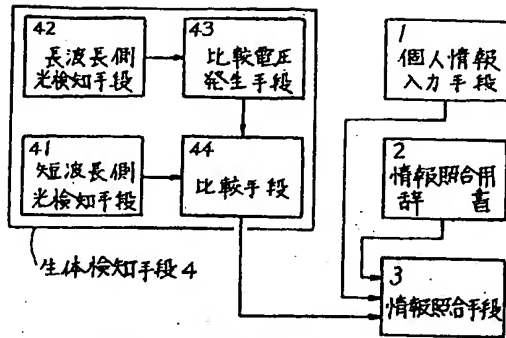 42
長波長側
光検知手段
43
比較電圧
発生手段
41
短波長側
光検知手段
44
比較手段
生体検知手段4
1
個人情報
入力手段
2
情報照合用
辞書
3
情報照合手段